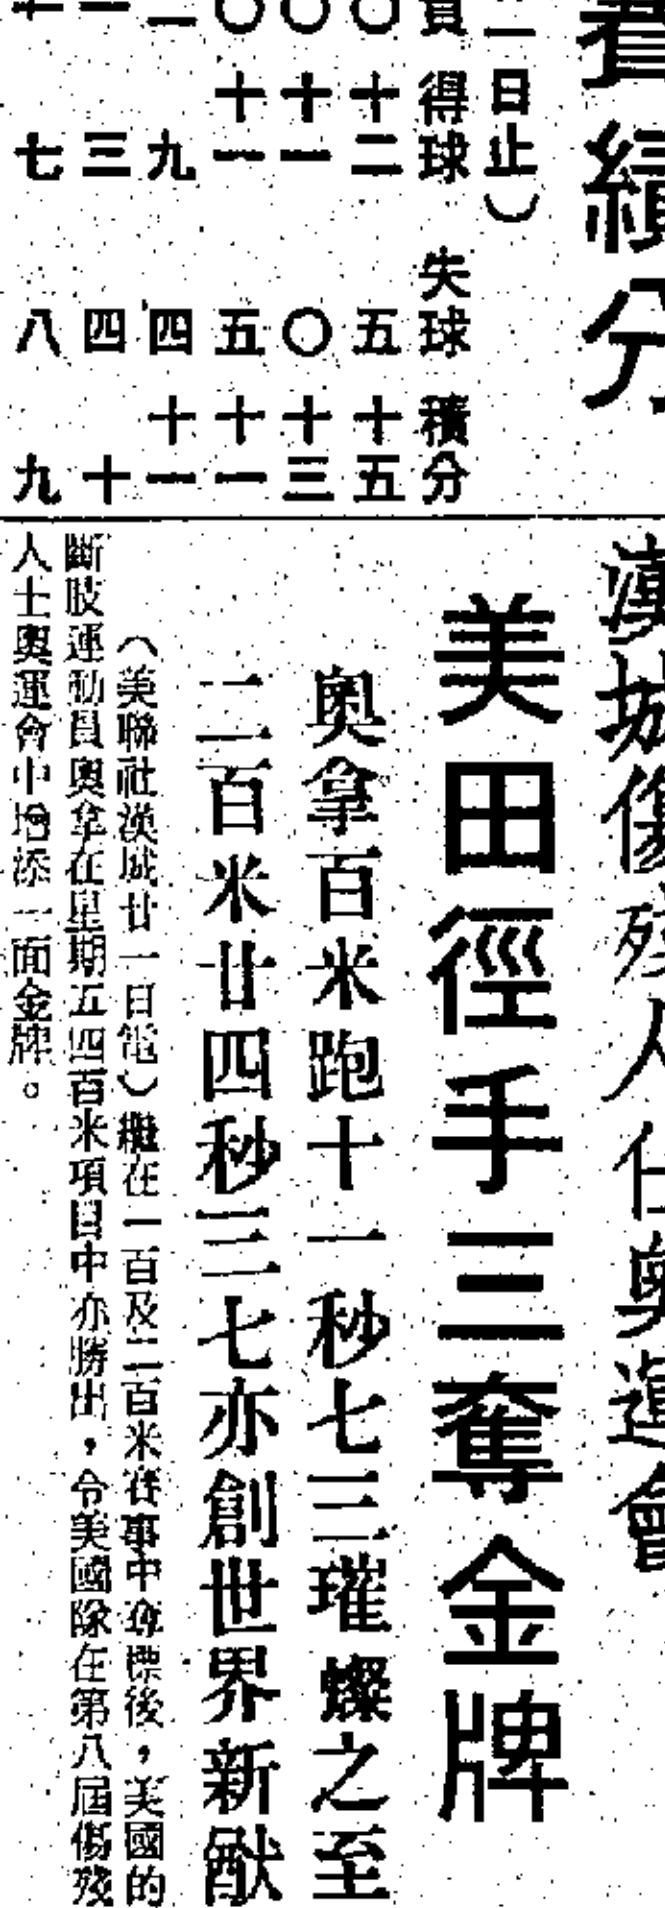 賽績分
日止）
負 得球 失球 積分
〇 十二 五 十五
〇 十一 〇 十三
〇 十一 五 十一
一 九 四 十一
一 三 四 十
七 八 九
漢城傷殘人仕奧運會
美田徑手三奪金牌
奧拿百米跑十一秒七三璀燦之至
二百米廿四秒三七亦創世界新猷
（美聯社漢城廿一日電）繼在一百及二百米賽事中奪標後，美國的
斷肢運動員奧拿在星期五四百米項目中亦勝出，令美國隊在第八屆傷殘
人士奧運會中增添一面金牌。